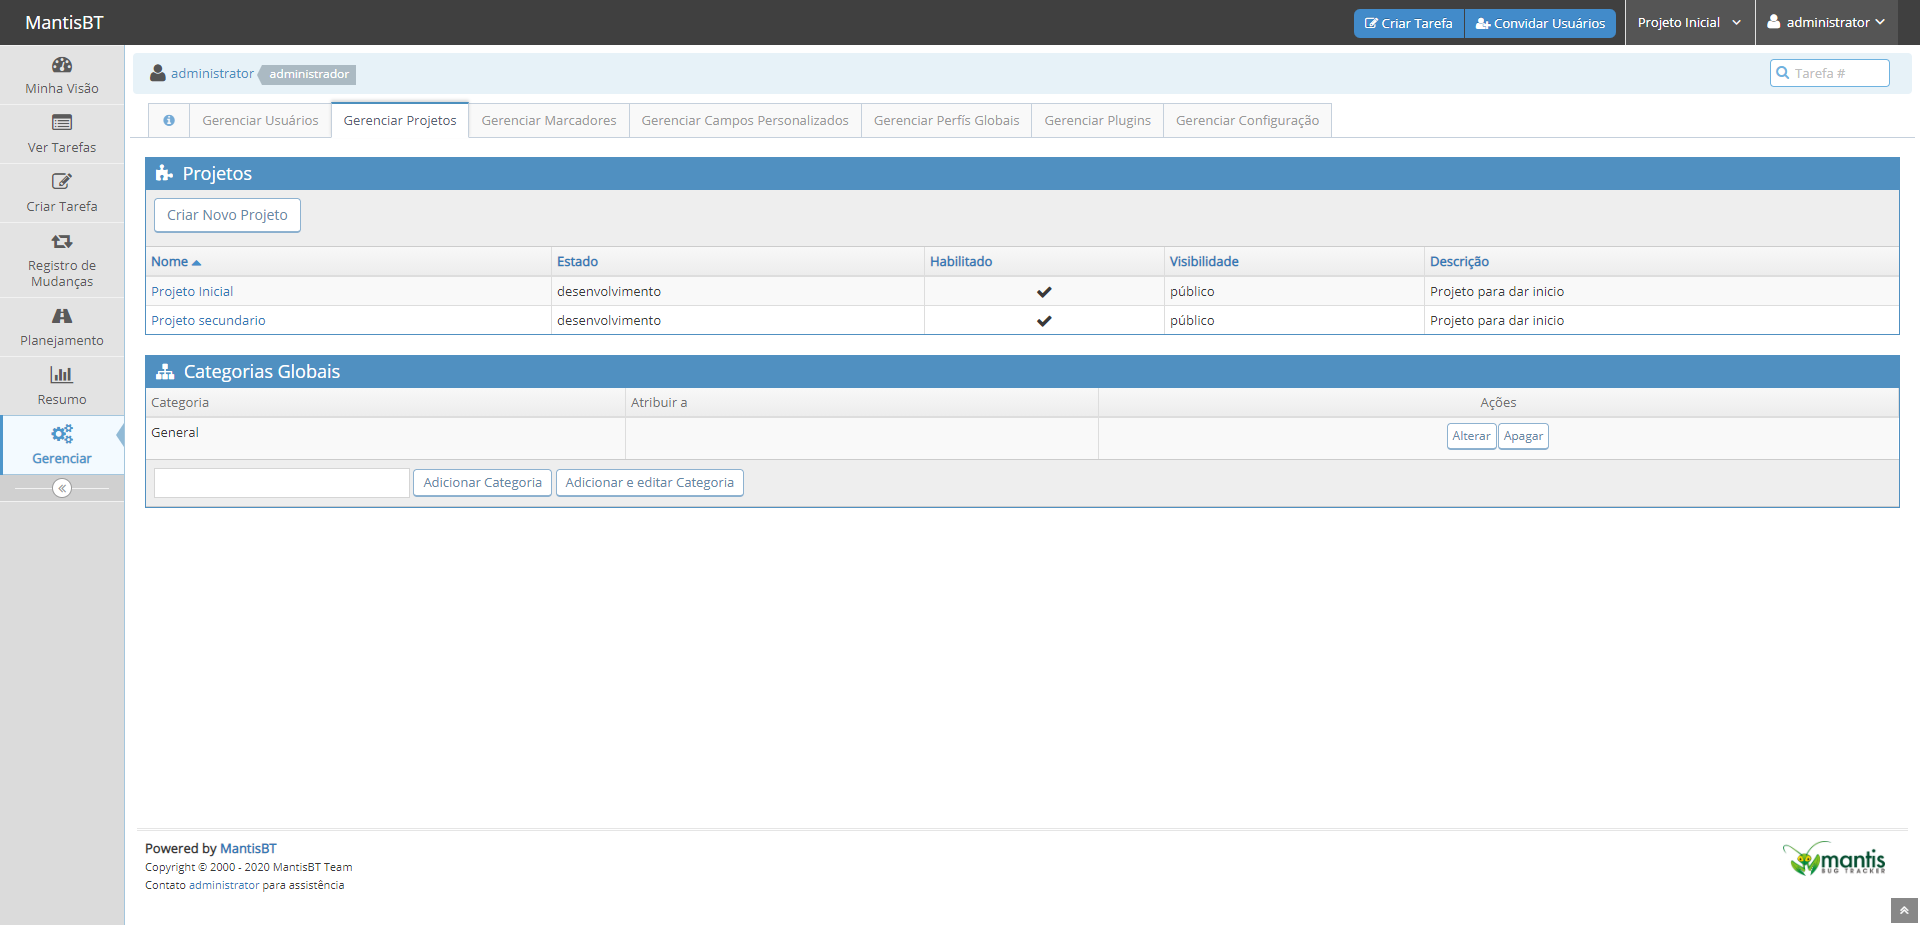 MantisBT
Criar Tarefa
Convidar Usuários
Projeto Inicial
administrator
Minha Visão
Ver Tarefas
Criar Tarefa
Registro de
Mudanças
Planejamento
Resumo
Gerenciar
administrator administrador
Tarefa #
Gerenciar Usuários
Gerenciar Projetos
Gerenciar Marcadores
Gerenciar Campos Personalizados
Gerenciar Perfís Globais
Gerenciar Plugins
Gerenciar Configuração
Projetos
Criar Novo Projeto
Nome Estado Habilitado Visibilidade Descrição
Projeto Inicial desenvolvimento público Projeto para dar inicio
Projeto secundario desenvolvimento público Projeto para dar inicio
Categorias Globais
Categoria Atribuir a Ações
General Alterar Apagar
Adicionar Categoria Adicionar e editar Categoria
Powered by MantisBT
Copyright © 2000 - 2020 MantisBT Team
Contato administrator para assistência
mantis
BUG TRACKER